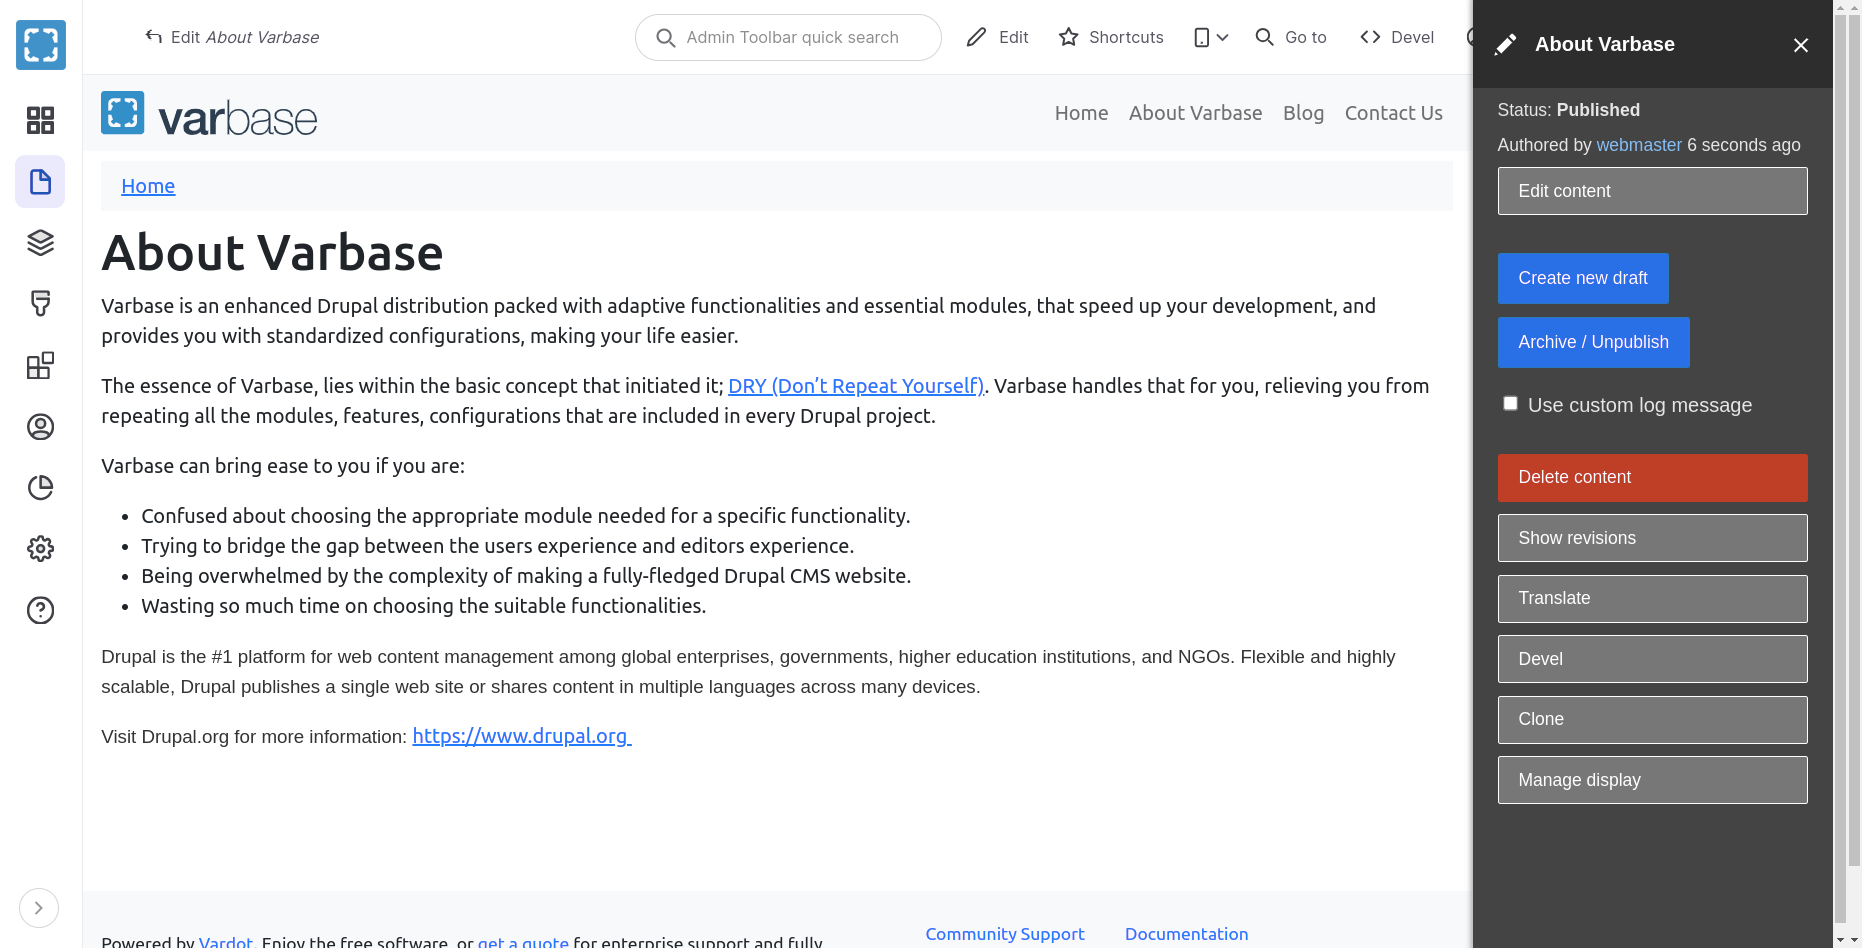 Edit About Varbase
Admin Toolbar quick search
Edit
Shortcuts
Go to
Devel
varbase
Home
About Varbase
Blog
Contact Us
Home
About Varbase
Varbase is an enhanced Drupal distribution packed with adaptive functionalities and essential modules, that speed up your development, and
provides you with standardized configurations, making your life easier.
The essence of Varbase, lies within the basic concept that initiated it; DRY (Don’t Repeat Yourself). Varbase handles that for you, relieving you from
repeating all the modules, features, configurations that are included in every Drupal project.
Varbase can bring ease to you if you are:
• Confused about choosing the appropriate module needed for a specific functionality.
• Trying to bridge the gap between the users experience and editors experience.
• Being overwhelmed by the complexity of making a fully-fledged Drupal CMS website.
• Wasting so much time on choosing the suitable functionalities.
Drupal is the #1 platform for web content management among global enterprises, governments, higher education institutions, and NGOs. Flexible and highly
scalable, Drupal publishes a single web site or shares content in multiple languages across many devices.
Visit Drupal.org for more information: https://www.drupal.org
Powered by Vardot. Enjoy the free software, or get a quote for enterprise support and fully
Community Support
Documentation
About Varbase
Status: Published
Authored by webmaster 6 seconds ago
Edit content
Create new draft
Archive / Unpublish
Use custom log message
Delete content
Show revisions
Translate
Devel
Clone
Manage display